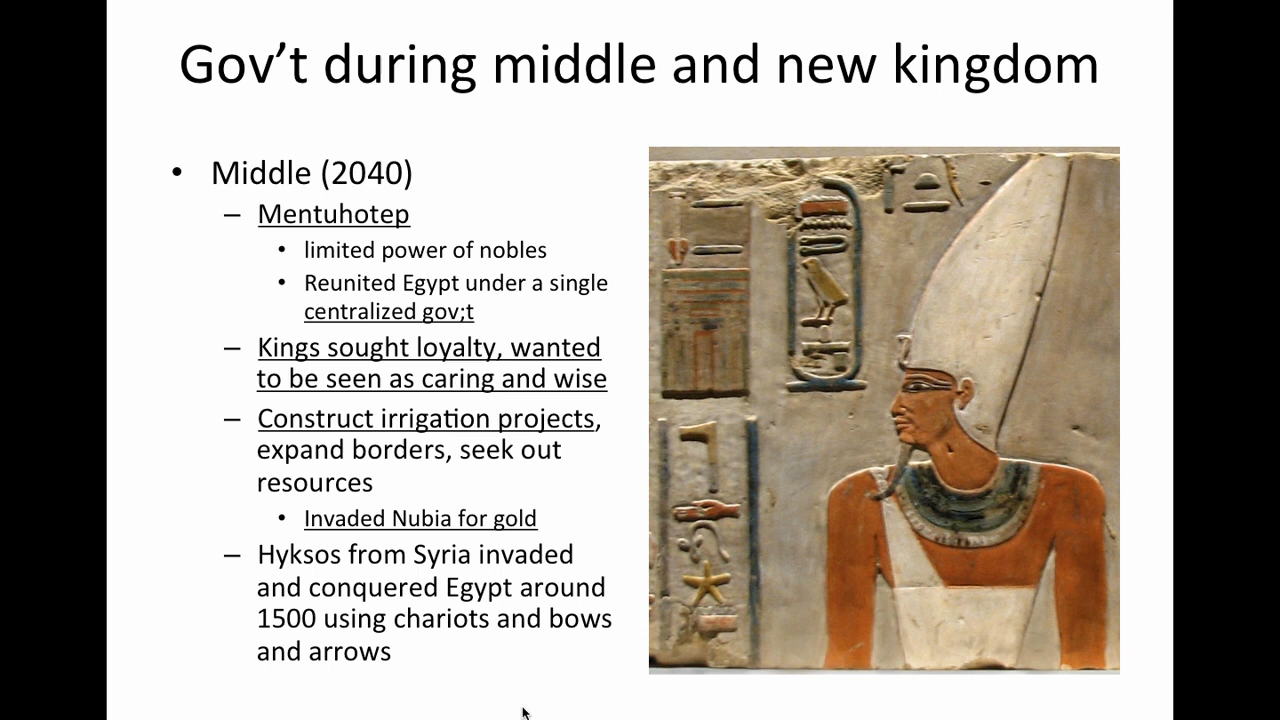 Gov’t during middle and new kingdom
• Middle (2040)
– Mentuhotep
• limited power of nobles
• Reunited Egypt under a single
centralized gov;t
– Kings sought loyalty, wanted
to be seen as caring and wise
– Construct irrigation projects,
expand borders, seek out
resources
• Invaded Nubia for gold
– Hyksos from Syria invaded
and conquered Egypt around
1500 using chariots and bows
and arrows